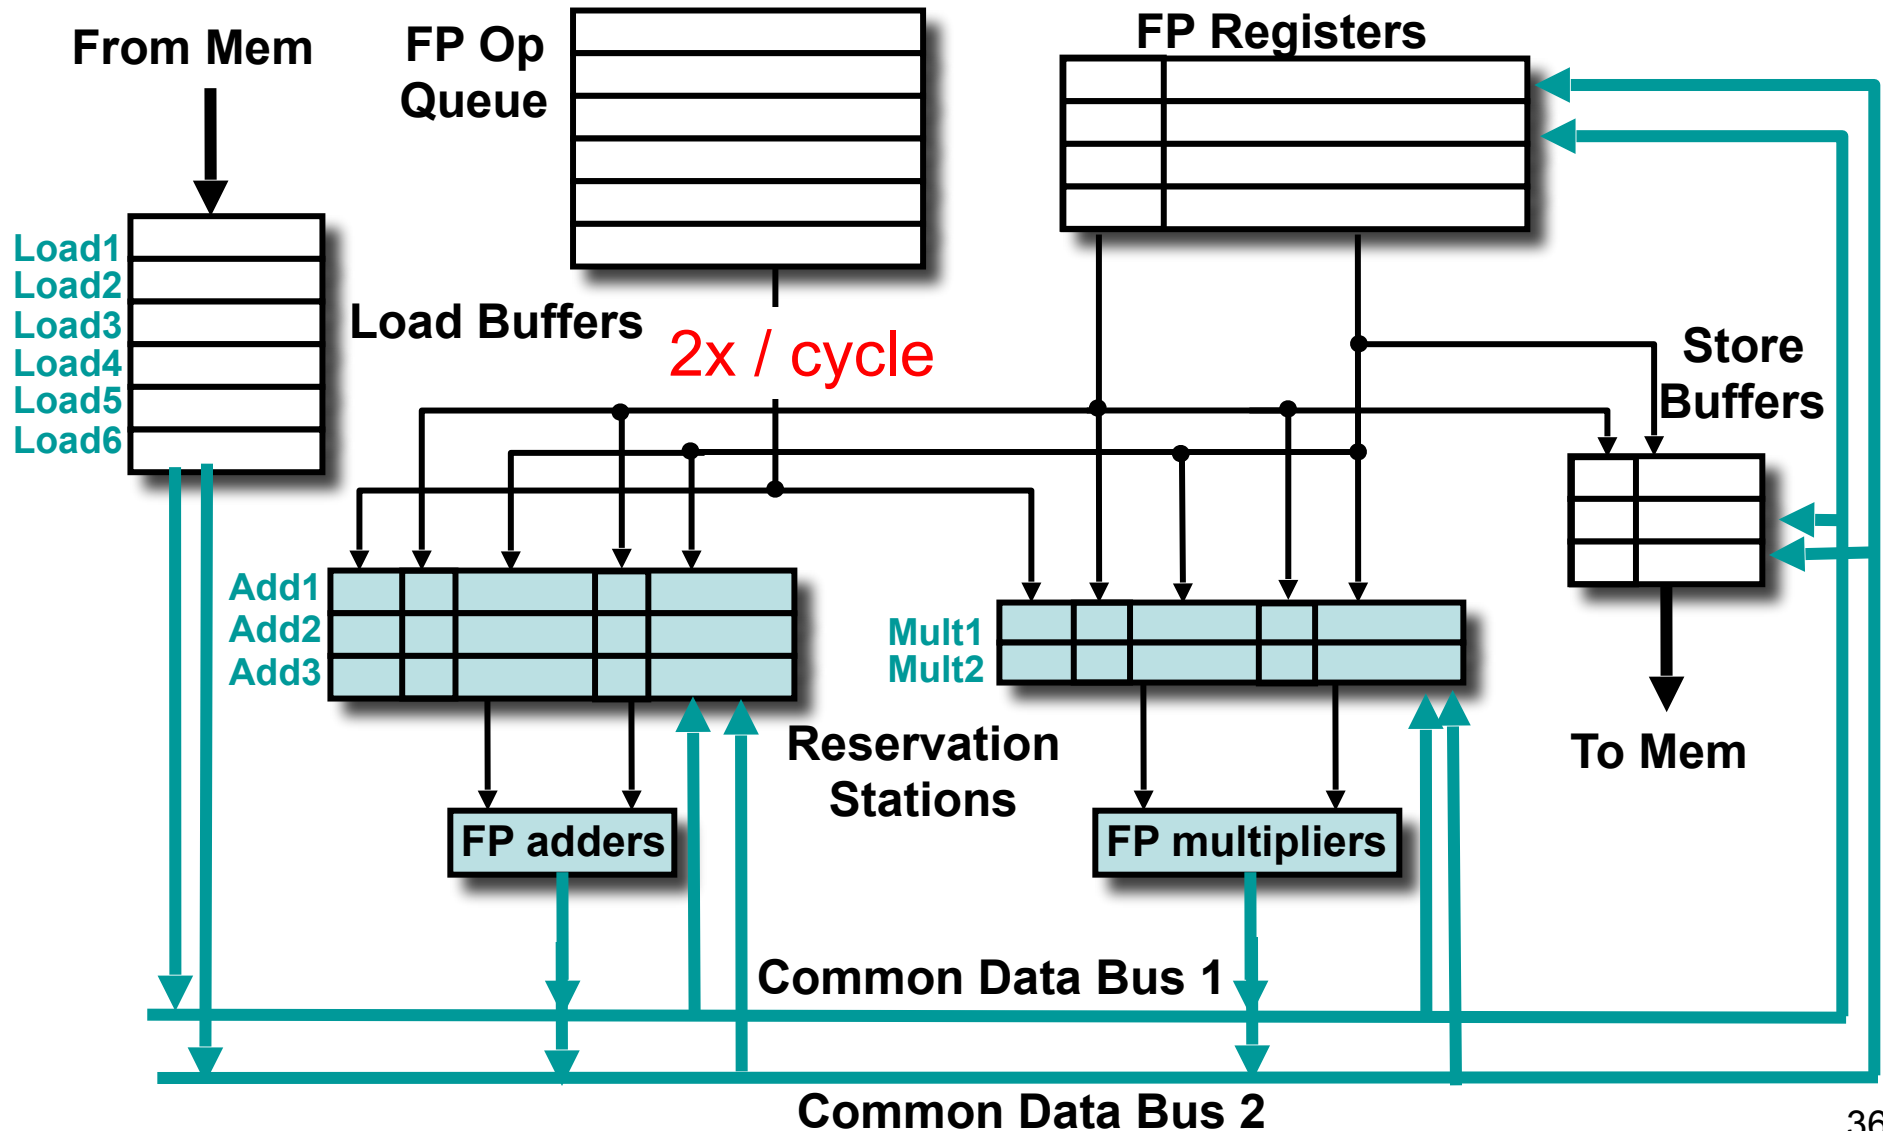 From Mem
FP Op
Queue
FP Registers
Load1
Load2
Load3
Load4
Load5
Load6
Load Buffers
2x / cycle
Store
Buffers
Add1
Add2
Add3
Mult1
Mult2
Reservation
Stations
To Mem
FP adders
FP multipliers
Common Data Bus 1
Common Data Bus 2
36